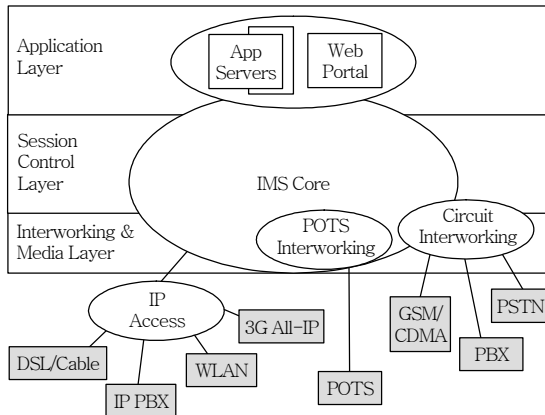 Application
Layer
App
Servers
Web
Portal
Session
Control
Layer
IMS Core
Interworking &
Media Layer
POTS
Interworking
Circuit
Interworking
IP
Access
3G All-IP
GSM/
CDMA
PSTN
DSL/Cable
WLAN
PBX
IP PBX
POTS